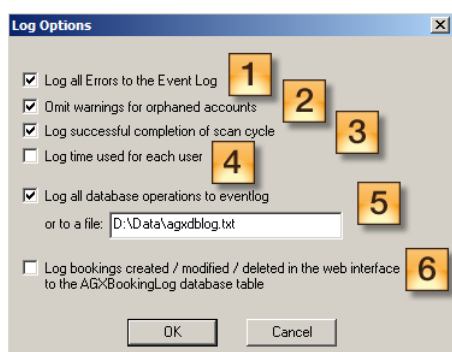 Log Options
Log all Errors to the Event Log 1
Omit warnings for orphaned accounts 2
Log successful completion of scan cycle 3
Log time used for each user 4
Log all database operations to eventlog 5
or to a file: D:\Data\agxdblog.txt
Log bookings created / modified / deleted in the web interface 6
to the AGXBookingLog database table
OK Cancel